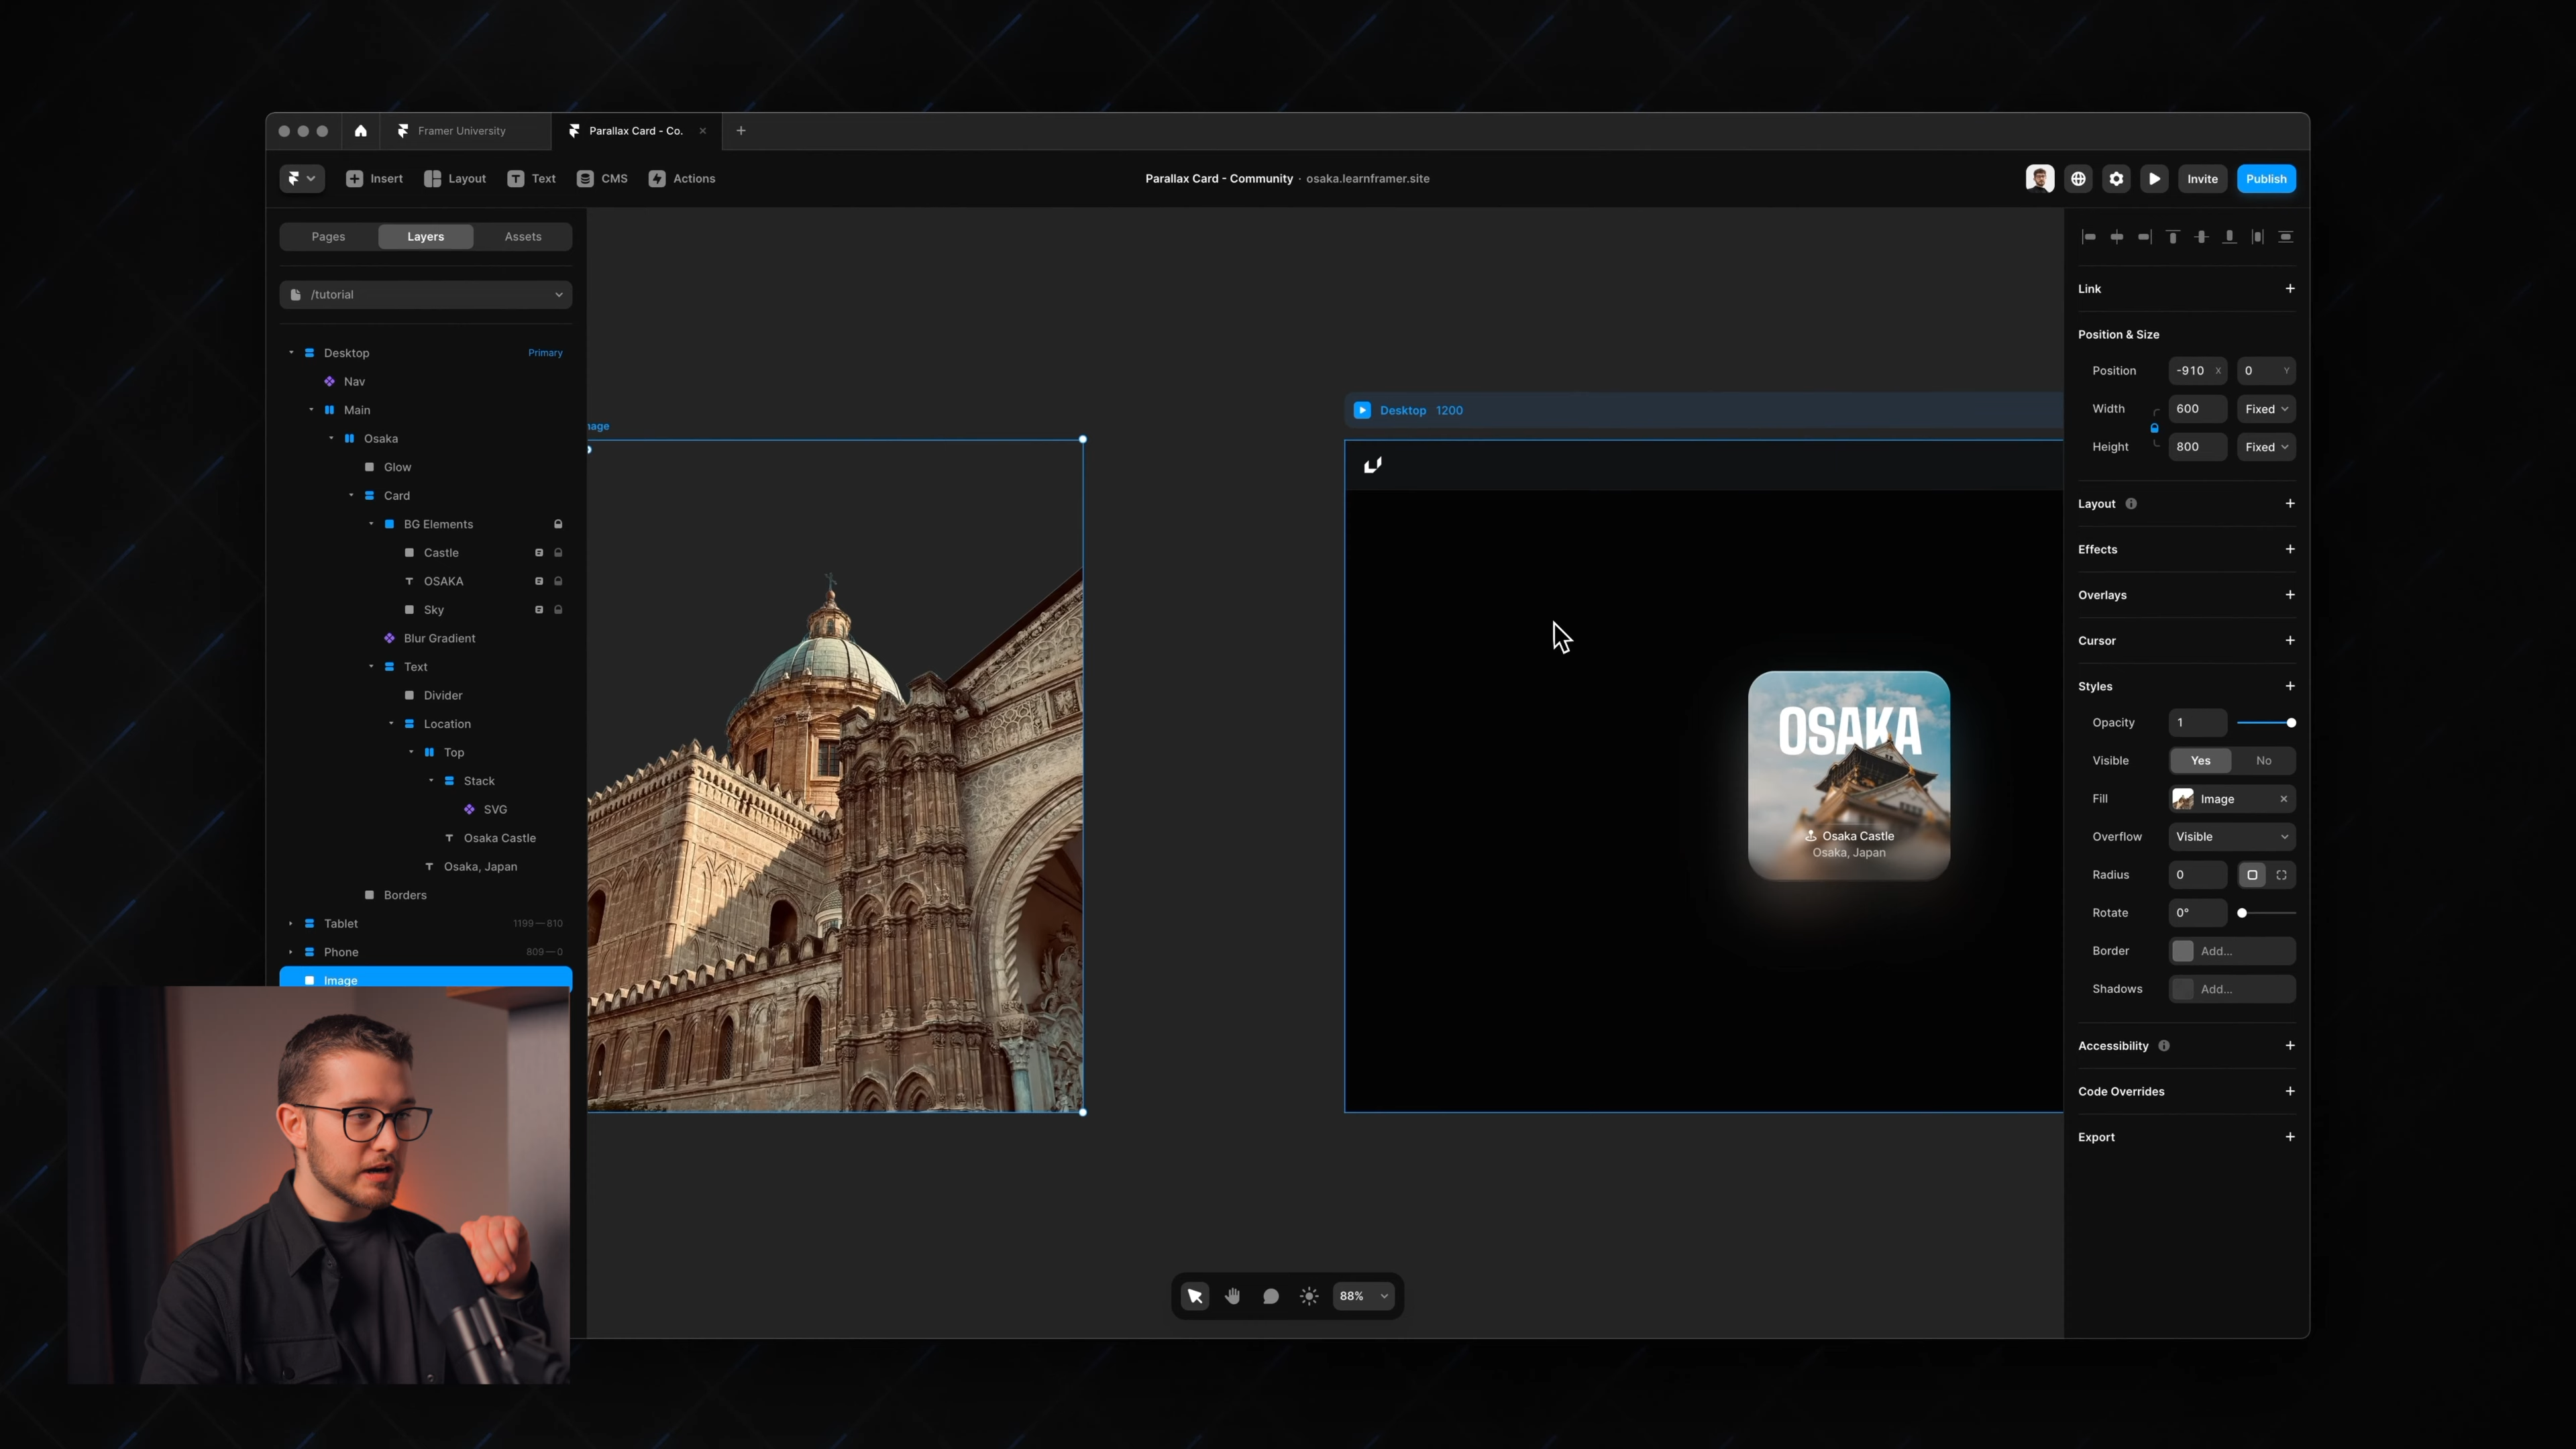 Framer University
Parallax Card - Co.
Insert
Layout
Text
CMS
Actions
Parallax Card - Community · osaka.learnframer.site
Invite
Publish
Pages
Layers
Assets
/tutorial
Desktop
Primary
Nav
Main
Osaka
Glow
Card
BG Elements
Castle
OSAKA
Sky
Blur Gradient
Text
Divider
Location
Top
Stack
SVG
Osaka Castle
Osaka, Japan
Borders
Tablet
1199 — 810
Phone
809 — 0
Image
Desktop 1200
OSAKA
Osaka Castle
Osaka, Japan
88%
Link
Position & Size
Position
-910 X
0 Y
Width
600
Fixed
Height
800
Fixed
Layout
Effects
Overlays
Cursor
Styles
Opacity
1
Visible
Yes
No
Fill
Image
Overflow
Visible
Radius
0
Rotate
0°
Border
Add...
Shadows
Add...
Accessibility
Code Overrides
Export